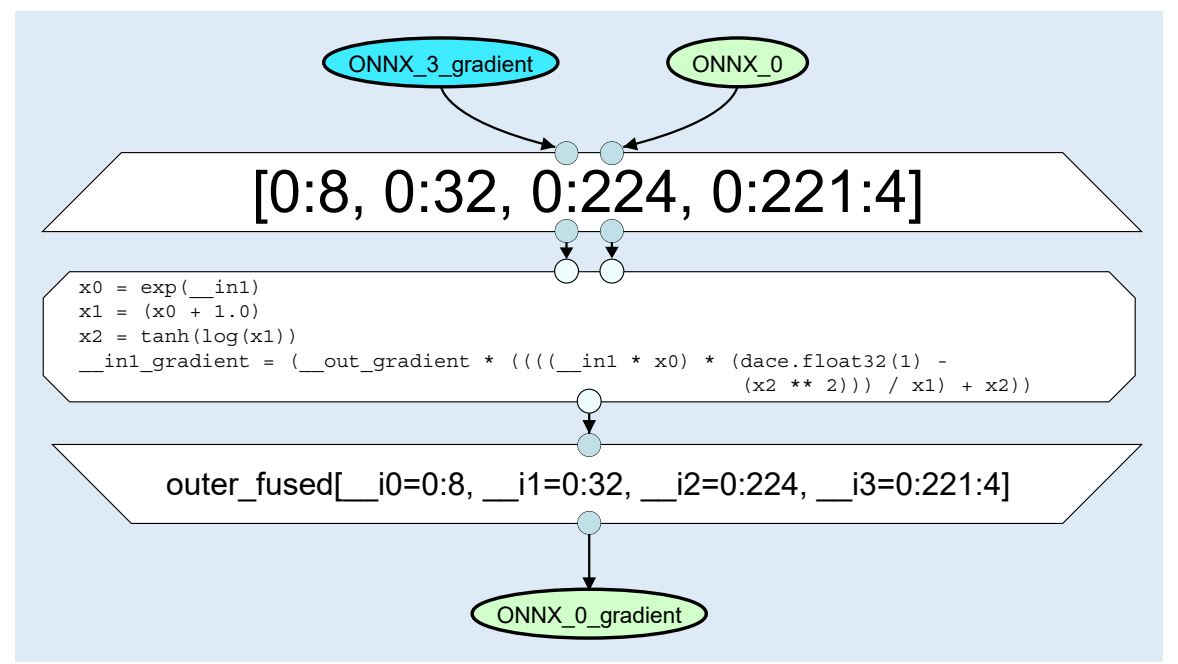 ONNX_3_gradient ONNX_0
[0:8, 0:32, 0:224, 0:221:4]
x0 = exp(__in1)
x1 = (x0 + 1.0)
x2 = tanh(log(x1))
__in1_gradient = (__out_gradient * ((((__in1 * x0) * (dace.float32(1) -
(x2 ** 2))) / x1) + x2))
outer_fused[__i0=0:8, __i1=0:32, __i2=0:224, __i3=0:221:4]
ONNX_0_gradient